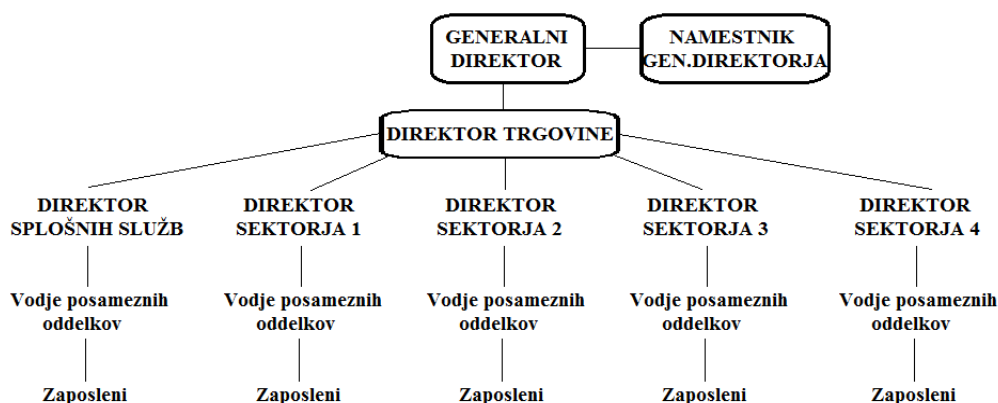 GENERALNI
DIREKTOR
NAMESTNIK
GEN.DIREKTORJA
DIREKTOR TRGOVINE
DIREKTOR
SPLOŠNIH SLUŽB
DIREKTOR
SEKTORJA 1
DIREKTOR
SEKTORJA 2
DIREKTOR
SEKTORJA 3
DIREKTOR
SEKTORJA 4
Vodje posameznih
oddelkov
Vodje posameznih
oddelkov
Vodje posameznih
oddelkov
Vodje posameznih
oddelkov
Vodje posameznih
oddelkov
Zaposleni
Zaposleni
Zaposleni
Zaposleni
Zaposleni